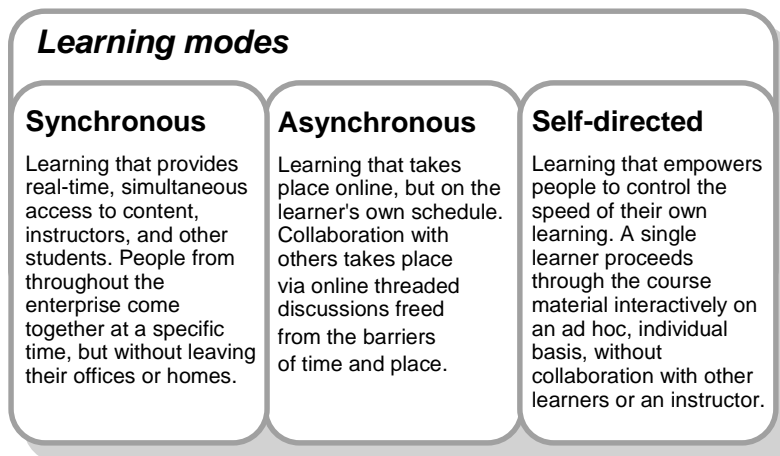 Learning modes
Synchronous
Learning that provides
real-time, simultaneous
access to content,
instructors, and other
students. People from
throughout the
enterprise come
together at a specific
time, but without leaving
their offices or homes.
Asynchronous
Learning that takes
place online, but on the
learner's own schedule.
Collaboration with
others takes place
via online threaded
discussions freed
from the barriers
of time and place.
Self-directed
Learning that empowers
people to control the
speed of their own
learning. A single
learner proceeds
through the course
material interactively on
an ad hoc, individual
basis, without
collaboration with other
learners or an instructor.